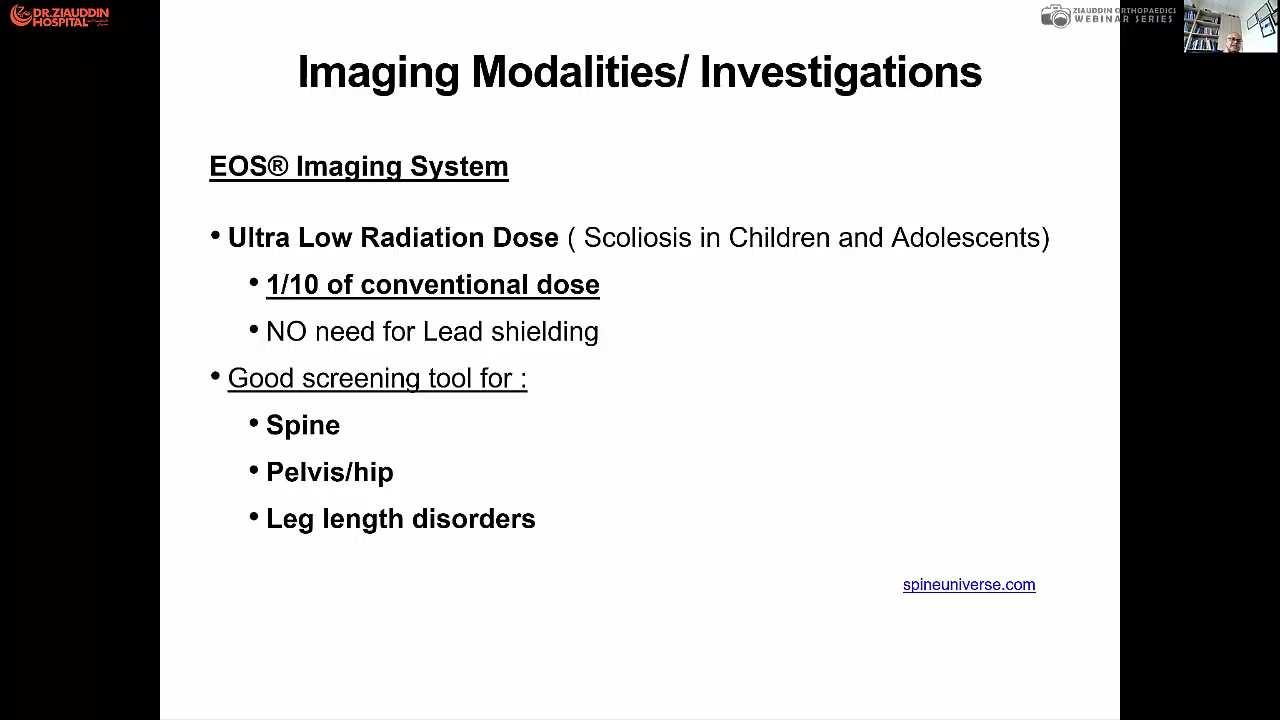 DR.ZIAUDDIN
HOSPITAL
ZIAUDDIN ORTHOPAEDICS
WEBINAR SERIES
Imaging Modalities/ Investigations
EOS® Imaging System
• Ultra Low Radiation Dose ( Scoliosis in Children and Adolescents)
• 1/10 of conventional dose
• NO need for Lead shielding
• Good screening tool for :
• Spine
• Pelvis/hip
• Leg length disorders
spineuniverse.com